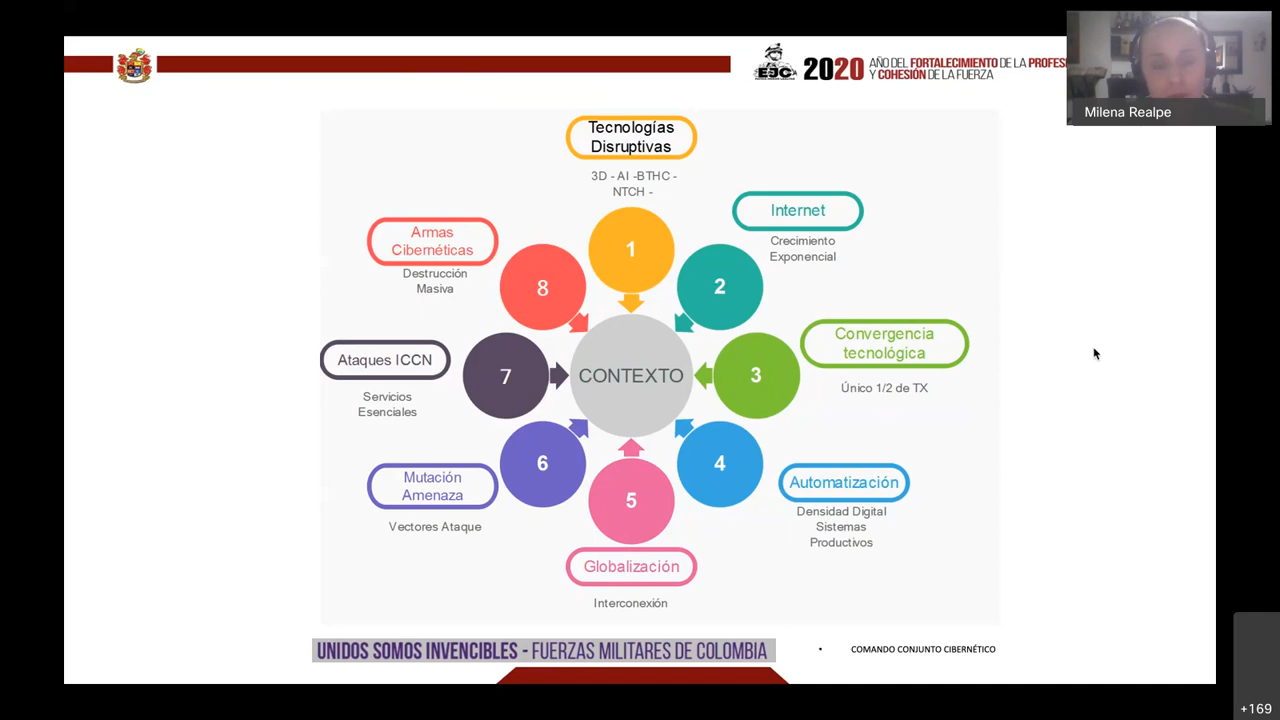 EJC
2020
AÑO DEL FORTALECIMIENTO DE LA PROFES
Y COHESIÓN DE LA FUERZA
Milena Realpe
Tecnologías
Disruptivas
3D - AI -BTHC -
NTCH -
1
Internet
Crecimiento
Exponencial
2
Convergencia
tecnológica
Único 1/2 de TX
3
Automatización
Densidad Digital
Sistemas
Productivos
4
Globalización
Interconexión
5
Mutación
Amenaza
Vectores Ataque
6
Ataques ICCN
Servicios
Esenciales
7
Armas
Cibernéticas
Destrucción
Masiva
8
CONTEXTO
UNIDOS SOMOS INVENCIBLES - FUERZAS MILITARES DE COLOMBIA
• COMANDO CONJUNTO CIBERNÉTICO
+169